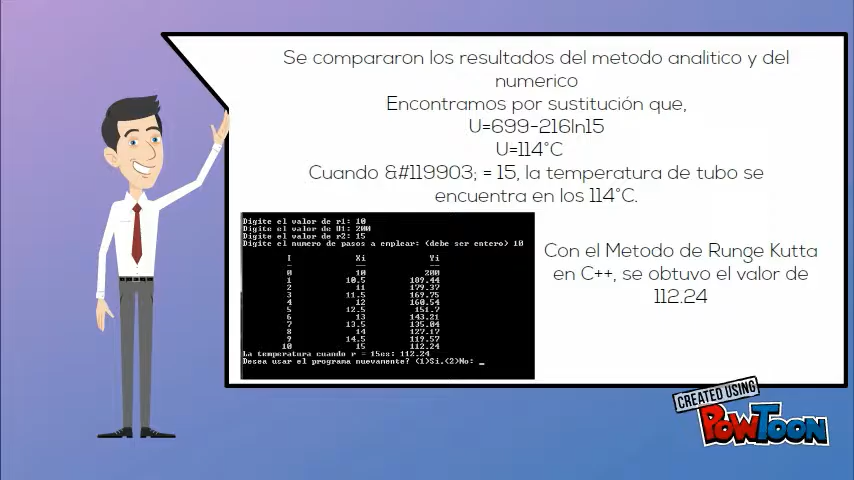 Se compararon los resultados del metodo analitico y del
numerico
Encontramos por sustitución que,
U=699-216ln15
U=114°C
Cuando &#119903; = 15, la temperatura de tubo se
encuentra en los 114°C.
Digite el valor de r1: 10
Digite el valor de U1: 200
Digite el valor de r2: 15
Digite el numero de pasos a enplear: (debe ser entero) 10
I Xi Yi
0 10 200
1 10.5 189.44
2 11 179.37
3 11.5 169.75
4 12 160.54
5 12.5 151.7
6 13 143.21
7 13.5 135.04
8 14 127.17
9 14.5 119.57
10 15 112.24
La temperatura cuando r = 15es: 112.24
Desea usar el programa nuevamente? (1)Si.(2)No: _
Con el Metodo de Runge Kutta
en C++, se obtuvo el valor de
112.24
CREATED USING
POWTOON